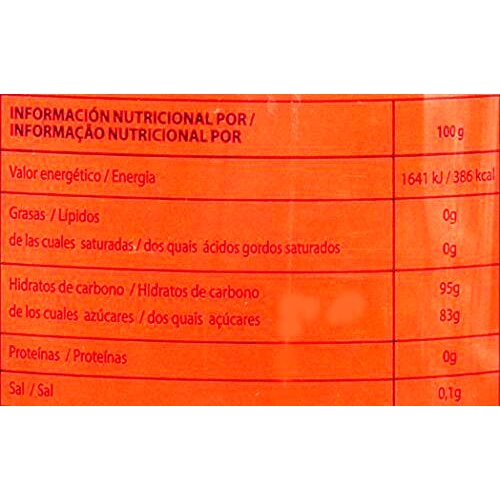 INFORMACIÓN NUTRICIONAL POR /
INFORMAÇÃO NUTRICIONAL POR 100 g
Valor energético / Energia 1641 kJ / 386 kcal
Grasas / Lípidos 0g
de las cuales saturadas / dos quais ácidos gordos saturados 0g
Hidratos de carbono / Hidratos de carbono 95g
de los cuales azúcares / dos quais açúcares 83g
Proteínas / Proteínas 0g
Sal / Sal 0,1g